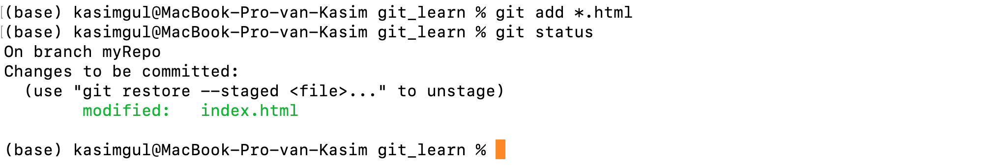 (base) kasimgul@MacBook-Pro-van-Kasim git_learn % git add *.html
(base) kasimgul@MacBook-Pro-van-Kasim git_learn % git status
On branch myRepo
Changes to be committed:
  (use "git restore --staged <file>..." to unstage)
        modified:   index.html

(base) kasimgul@MacBook-Pro-van-Kasim git_learn %